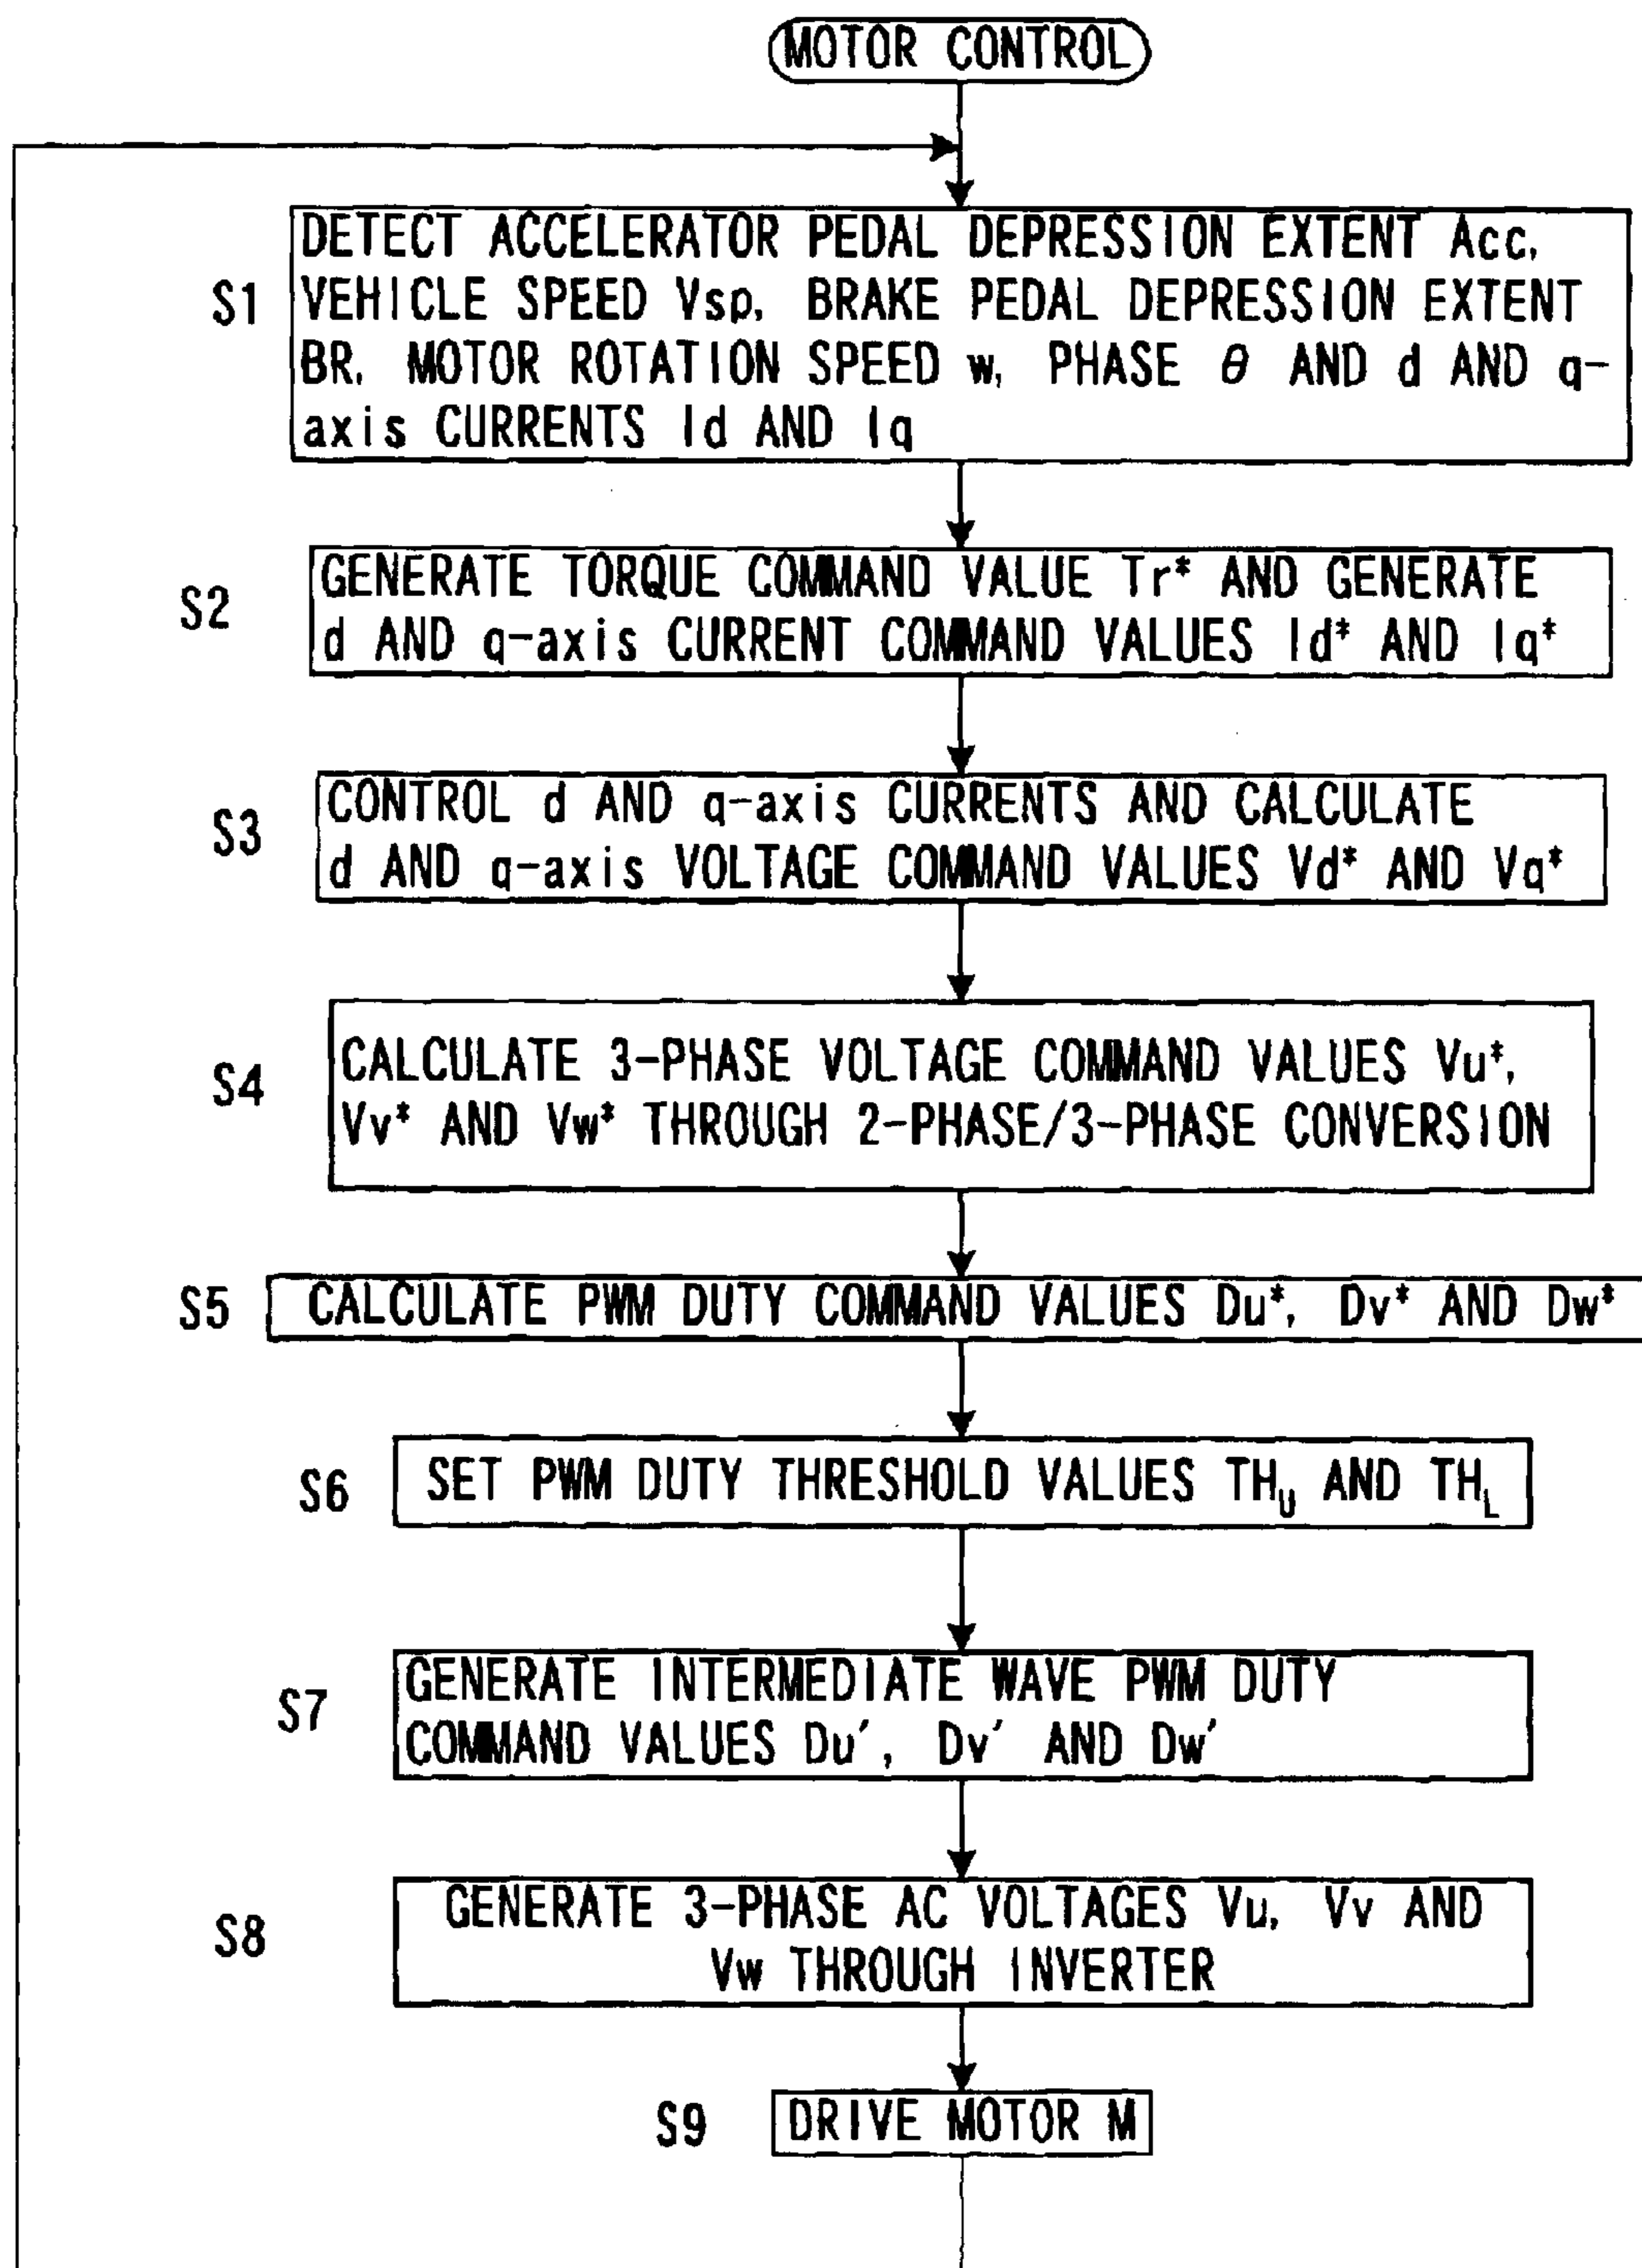 MOTOR CONTROL
S1
DETECT ACCELERATOR PEDAL DEPRESSION EXTENT Acc,
VEHICLE SPEED Vsp, BRAKE PEDAL DEPRESSION EXTENT
BR, MOTOR ROTATION SPEED w, PHASE θ AND d AND q-
axis CURRENTS Id AND Iq
S2
GENERATE TORQUE COMMAND VALUE Tr* AND GENERATE
d AND q-axis CURRENT COMMAND VALUES Id* AND Iq*
S3
CONTROL d AND q-axis CURRENTS AND CALCULATE
d AND q-axis VOLTAGE COMMAND VALUES Vd* AND Vq*
S4
CALCULATE 3-PHASE VOLTAGE COMMAND VALUES Vu*,
Vv* AND Vw* THROUGH 2-PHASE/3-PHASE CONVERSION
S5
CALCULATE PWM DUTY COMMAND VALUES Du*, Dv* AND Dw*
S6
SET PWM DUTY THRESHOLD VALUES TH_U AND TH_L
S7
GENERATE INTERMEDIATE WAVE PWM DUTY
COMMAND VALUES Du′, Dv′ AND Dw′
S8
GENERATE 3-PHASE AC VOLTAGES Vu, Vv AND
Vw THROUGH INVERTER
S9
DRIVE MOTOR M